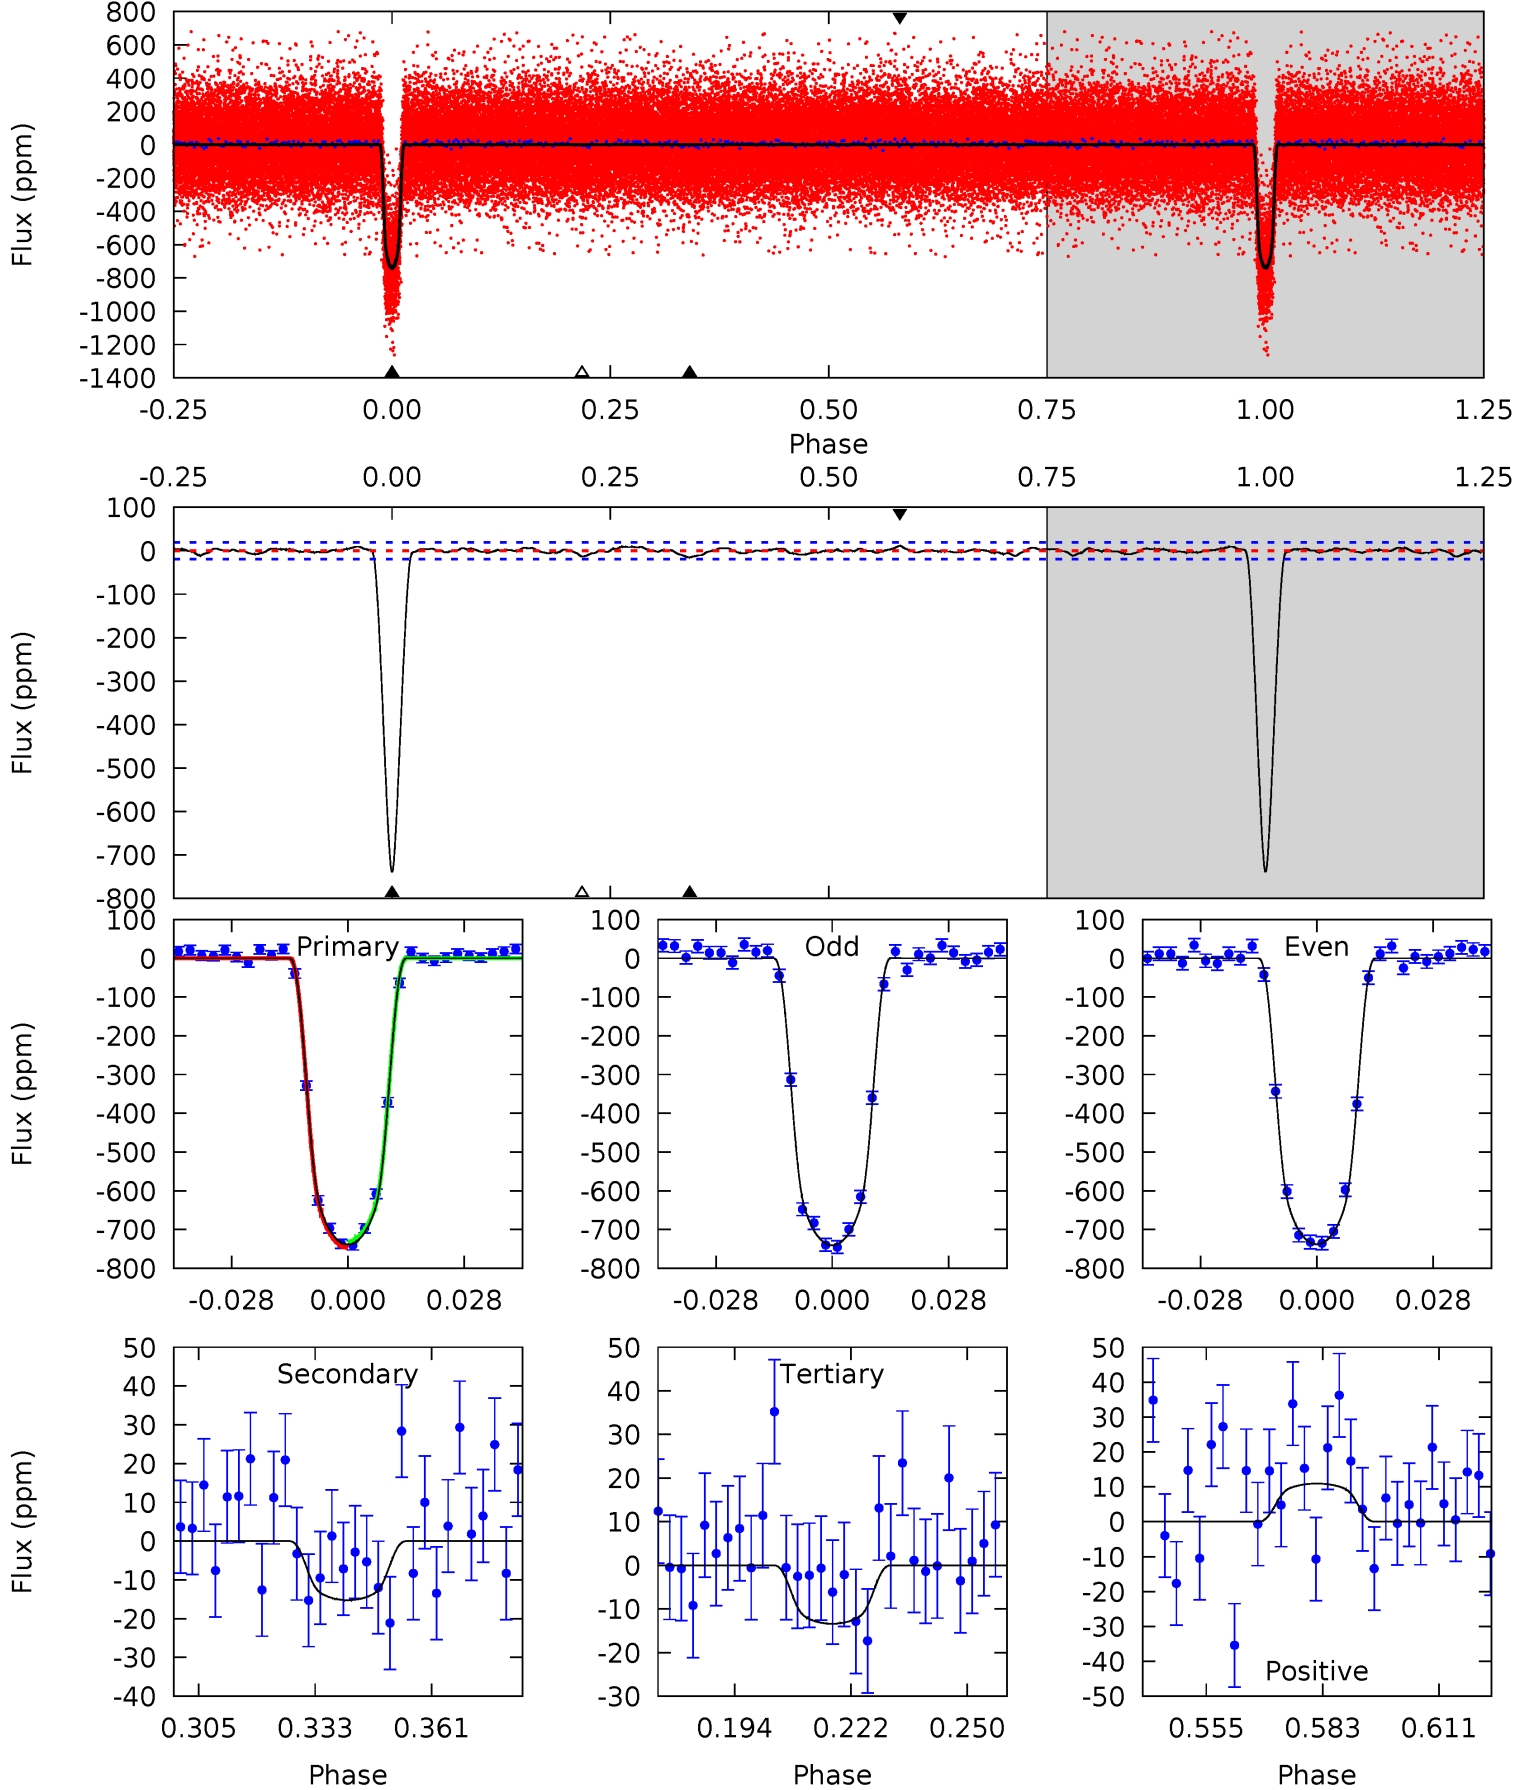 800
600
400
200
0
-200
-400
-600
-800
-1000
-1200
-1400
Flux (ppm)
-0.25 0.00 0.25 0.50 0.75 1.00 1.25
Phase
-0.25 0.00 0.25 0.50 0.75 1.00 1.25
100
0
-100
-200
-300
-400
-500
-600
-700
-800
Flux (ppm)
Primary Odd Even
100 100 100
0 0 0
-100 -100 -100
-200 -200 -200
-300 -300 -300
-400 -400 -400
-500 -500 -500
-600 -600 -600
-700 -700 -700
-800 -800 -800
Flux (ppm)
-0.028 0.000 0.028 -0.028 0.000 0.028 -0.028 0.000 0.028
Secondary Tertiary Positive
50 50 50
40 40 40
30 30 30
20 20 20
10 10 10
0 0 0
-10 -10 -10
-20 -20 -20
-30 -30 -30
-40 -40
-50
Flux (ppm)
0.305 0.333 0.361 0.194 0.222 0.250 0.555 0.583 0.611
Phase Phase Phase